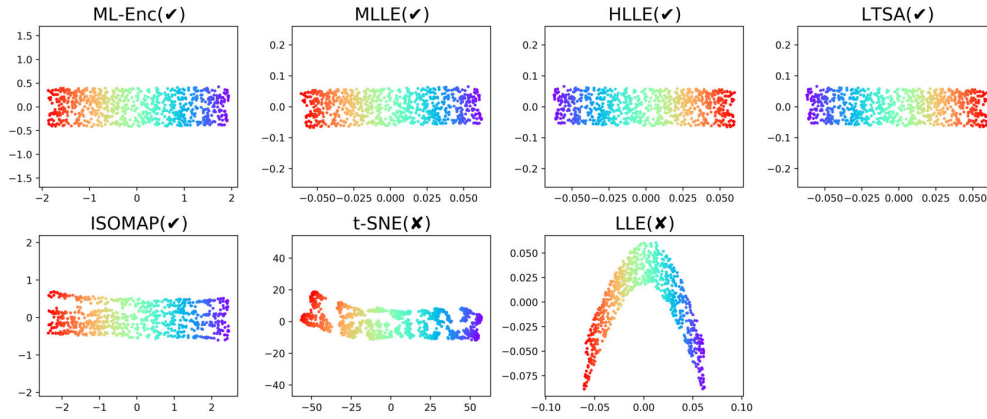 ML-Enc(✔)
MLLE(✔)
HLLE(✔)
LTSA(✔)
1.5
1.0
0.5
0.0
−0.5
−1.0
−1.5
−2 −1 0 1 2
0.2
0.1
0.0
−0.1
−0.2
−0.050 −0.025 0.000 0.025 0.050
0.2
0.1
0.0
−0.1
−0.2
−0.050 −0.025 0.000 0.025 0.050
0.2
0.1
0.0
−0.1
−0.2
−0.050 −0.025 0.000 0.025 0.050
ISOMAP(✔)
t-SNE(✘)
LLE(✘)
2
1
0
−1
−2
−2 −1 0 1 2
40
20
0
−20
−40
−50 −25 0 25 50
0.050
0.025
0.000
−0.025
−0.050
−0.075
−0.10 −0.05 0.00 0.05 0.10